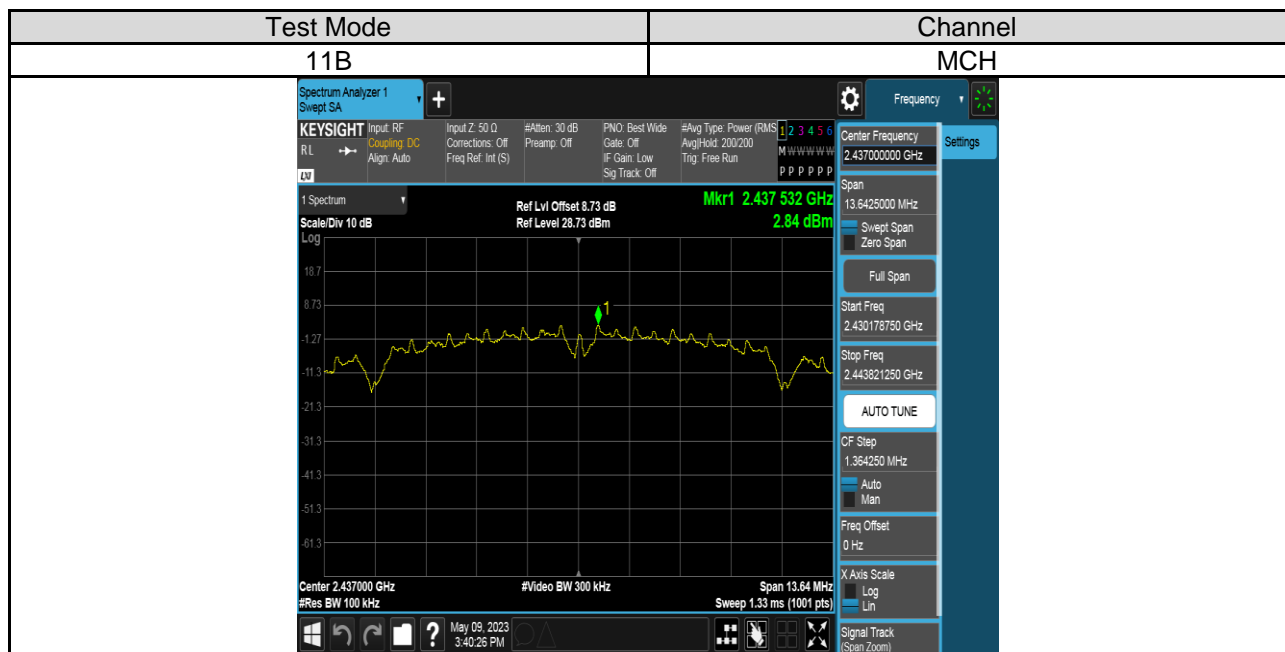 Test Mode Channel
11B MCH
Spectrum Analyzer 1
Swept SA
Frequency
KEYSIGHT
RL
LXI
Input: RF
Coupling: DC
Align: Auto
Input Z: 50 Ω
Corrections: Off
Freq Ref: Int (S)
#Atten: 30 dB
Preamp: Off
PNO: Best Wide
Gate: Off
IF Gain: Low
Sig Track: Off
#Avg Type: Power (RMS
Avg|Hold: 200/200
Trig: Free Run
1 2 3 4 5 6
M W W W W W
P P P P P P
1 Spectrum
Scale/Div 10 dB
Log
Ref Lvl Offset 8.73 dB
Ref Level 28.73 dBm
Mkr1 2.437 532 GHz
2.84 dBm
18.7
8.73
-1.27
-11.3
-21.3
-31.3
-41.3
-51.3
-61.3
1
Center 2.437000 GHz
#Res BW 100 kHz
#Video BW 300 kHz
Span 13.64 MHz
Sweep 1.33 ms (1001 pts)
May 09, 2023
3:40:26 PM
?
Center Frequency
2.437000000 GHz
Settings
Span
13.6425000 MHz
Swept Span
Zero Span
Full Span
Start Freq
2.430178750 GHz
Stop Freq
2.443821250 GHz
AUTO TUNE
CF Step
1.364250 MHz
Auto
Man
Freq Offset
0 Hz
X Axis Scale
Log
Lin
Signal Track
(Span Zoom)